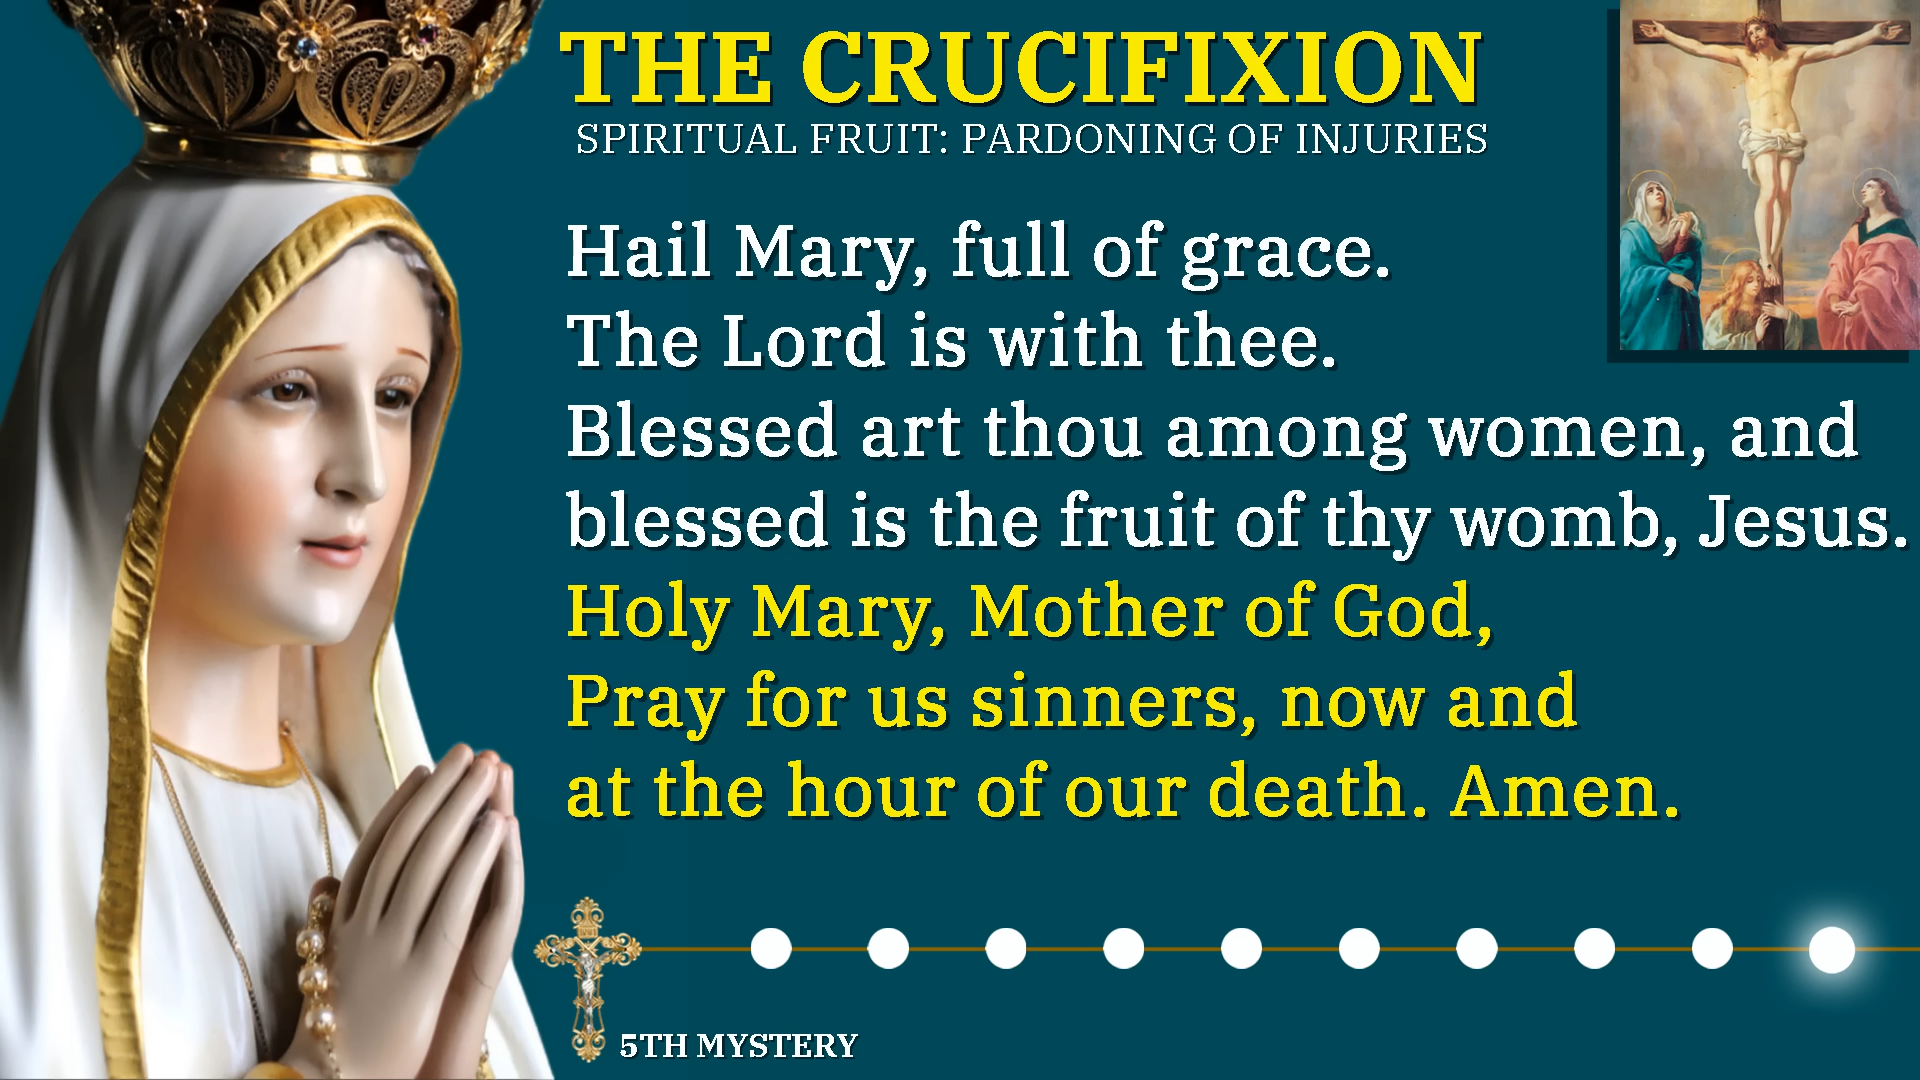 THE CRUCIFIXION
SPIRITUAL FRUIT: PARDONING OF INJURIES
Hail Mary, full of grace.
The Lord is with thee.
Blessed art thou among women, and
blessed is the fruit of thy womb, Jesus.
Holy Mary, Mother of God,
Pray for us sinners, now and
at the hour of our death. Amen.
5TH MYSTERY